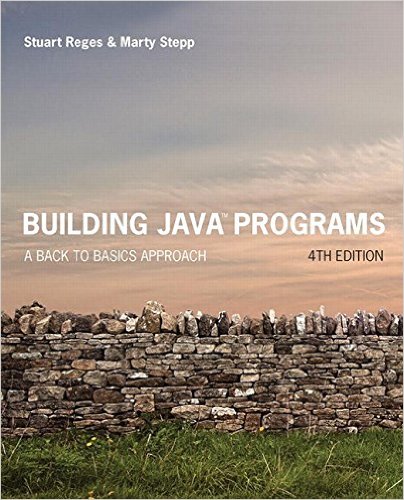 Stuart Reges & Marty Stepp
BUILDING JAVA™ PROGRAMS
A BACK TO BASICS APPROACH 4TH EDITION